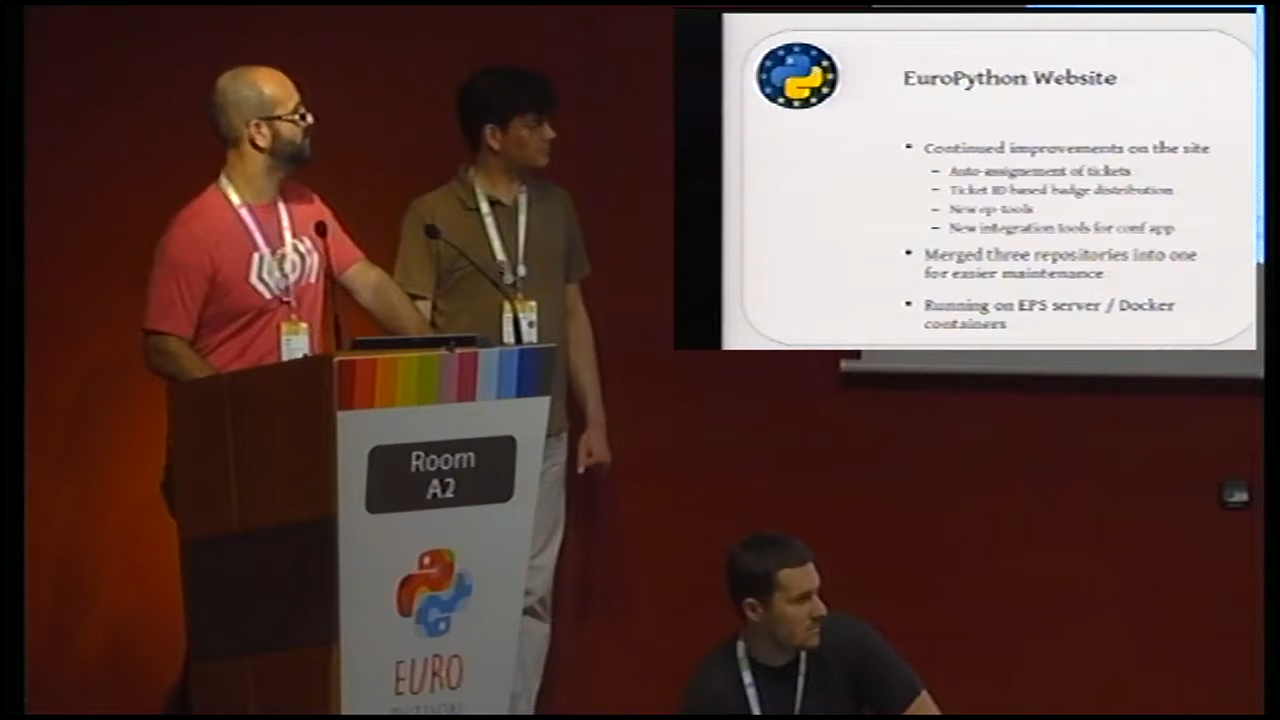 EuroPython Website
Continued improvements on the site
– Auto-assignement of tickets
– Ticket ID based badge distribution
– New ep-tools
– New integration tools for conf app
Merged three repositories into one
for easier maintenance
Running on EPS server / Docker
containers
Room
A2
EURO
PYTHON